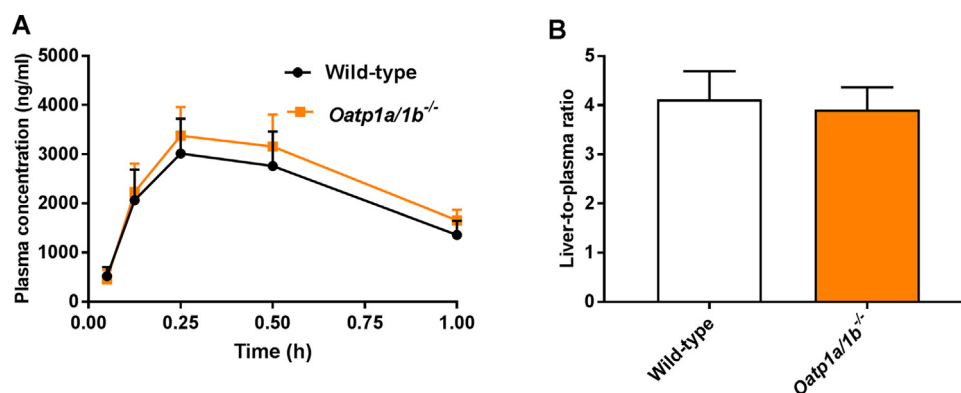 A
Plasma concentration (ng/ml)
5000
4000
3000
2000
1000
0
0.00 0.25 0.50 0.75 1.00
Time (h)
Wild-type
Oatp1a/1b-/-
B
Liver-to-plasma ratio
5
4
3
2
1
0
Wild-type
Oatp1a/1b-/-